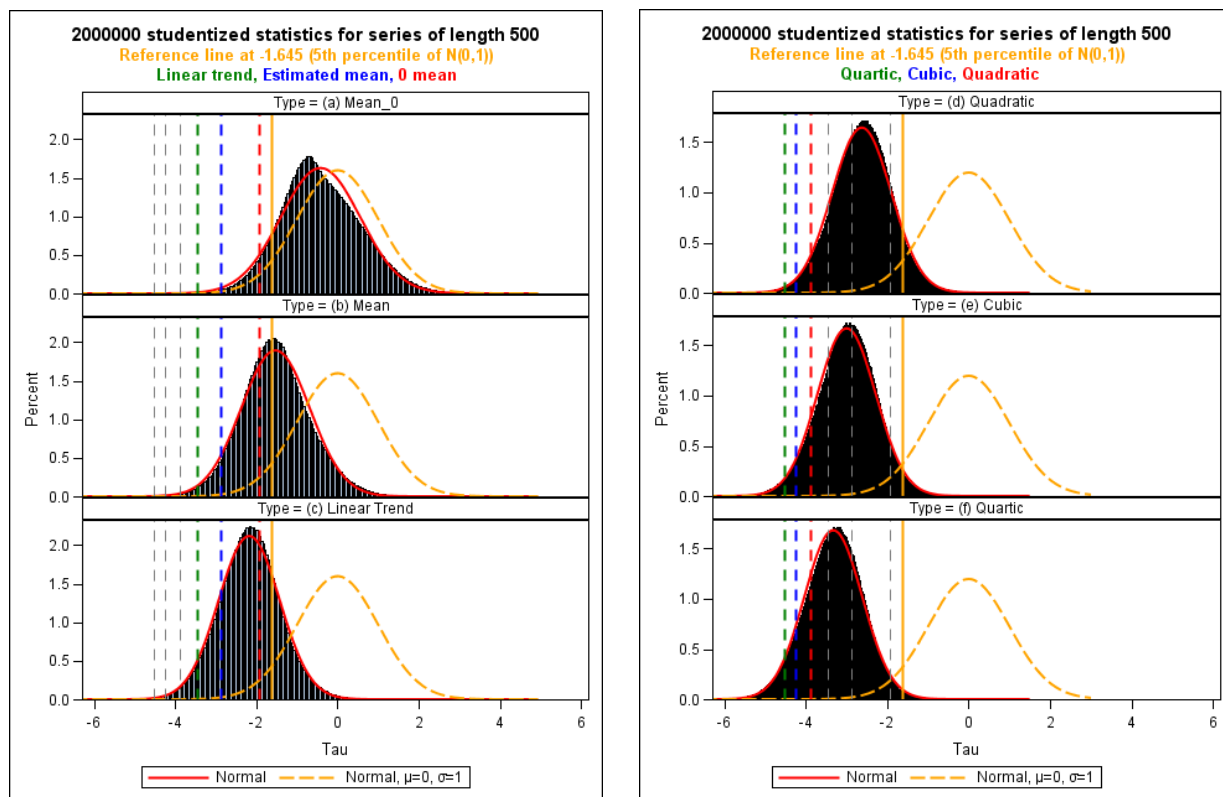 2000000 studentized statistics for series of length 500
Reference line at -1.645 (5th percentile of N(0,1))
Linear trend, Estimated mean, 0 mean
Type = (a) Mean_0
2.0
1.5
1.0
0.5
0.0
Type = (b) Mean
2.0
1.5
1.0
0.5
0.0
Percent
Type = (c) Linear Trend
2.0
1.5
1.0
0.5
0.0
-6 -4 -2 0 2 4 6
Tau
Normal Normal, μ=0, σ=1
2000000 studentized statistics for series of length 500
Reference line at -1.645 (5th percentile of N(0,1))
Quartic, Cubic, Quadratic
Type = (d) Quadratic
1.5
1.0
0.5
0.0
Type = (e) Cubic
1.5
1.0
0.5
0.0
Percent
Type = (f) Quartic
1.5
1.0
0.5
0.0
-6 -4 -2 0 2 4 6
Tau
Normal Normal, μ=0, σ=1